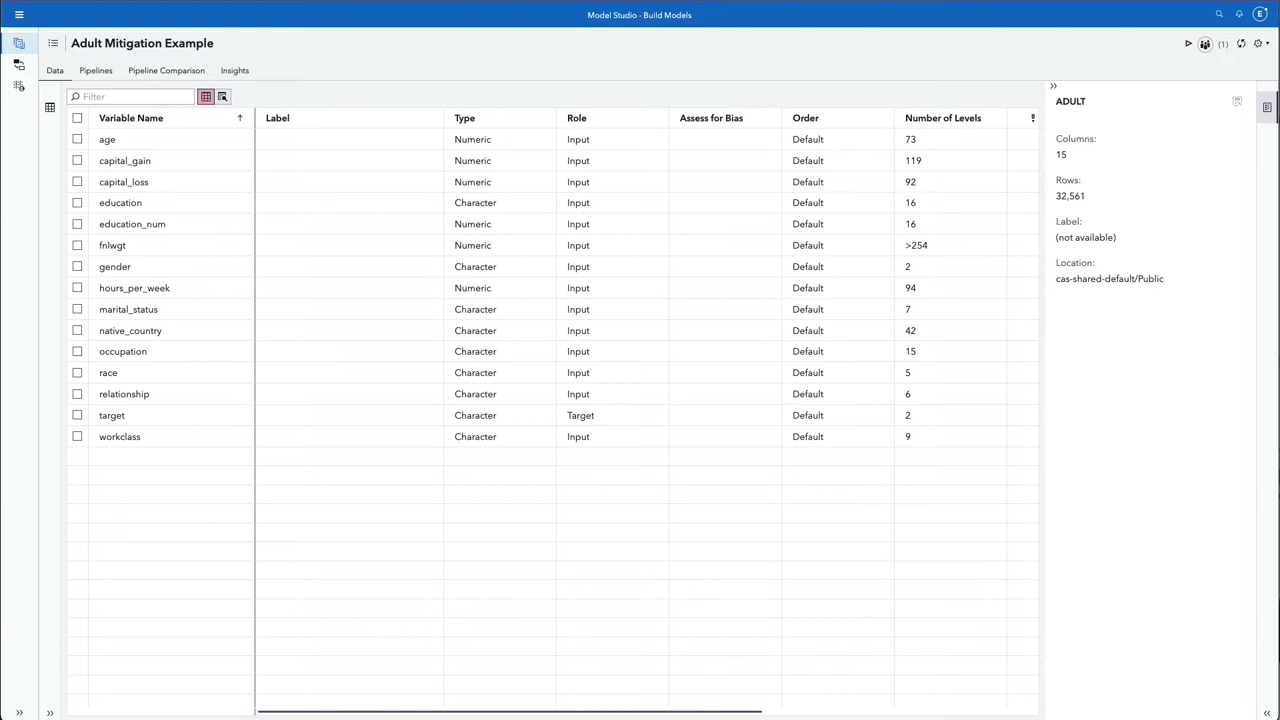 Model Studio - Build Models
E
Adult Mitigation Example
(1)
Data Pipelines Pipeline Comparison Insights
Filter
Variable Name Label Type Role Assess for Bias Order Number of Levels
age Numeric Input Default 73
capital_gain Numeric Input Default 119
capital_loss Numeric Input Default 92
education Character Input Default 16
education_num Numeric Input Default 16
fnlwgt Numeric Input Default >254
gender Character Input Default 2
hours_per_week Numeric Input Default 94
marital_status Character Input Default 7
native_country Character Input Default 42
occupation Character Input Default 15
race Character Input Default 5
relationship Character Input Default 6
target Character Target Default 2
workclass Character Input Default 9
ADULT
Columns:
15
Rows:
32,561
Label:
(not available)
Location:
cas-shared-default/Public